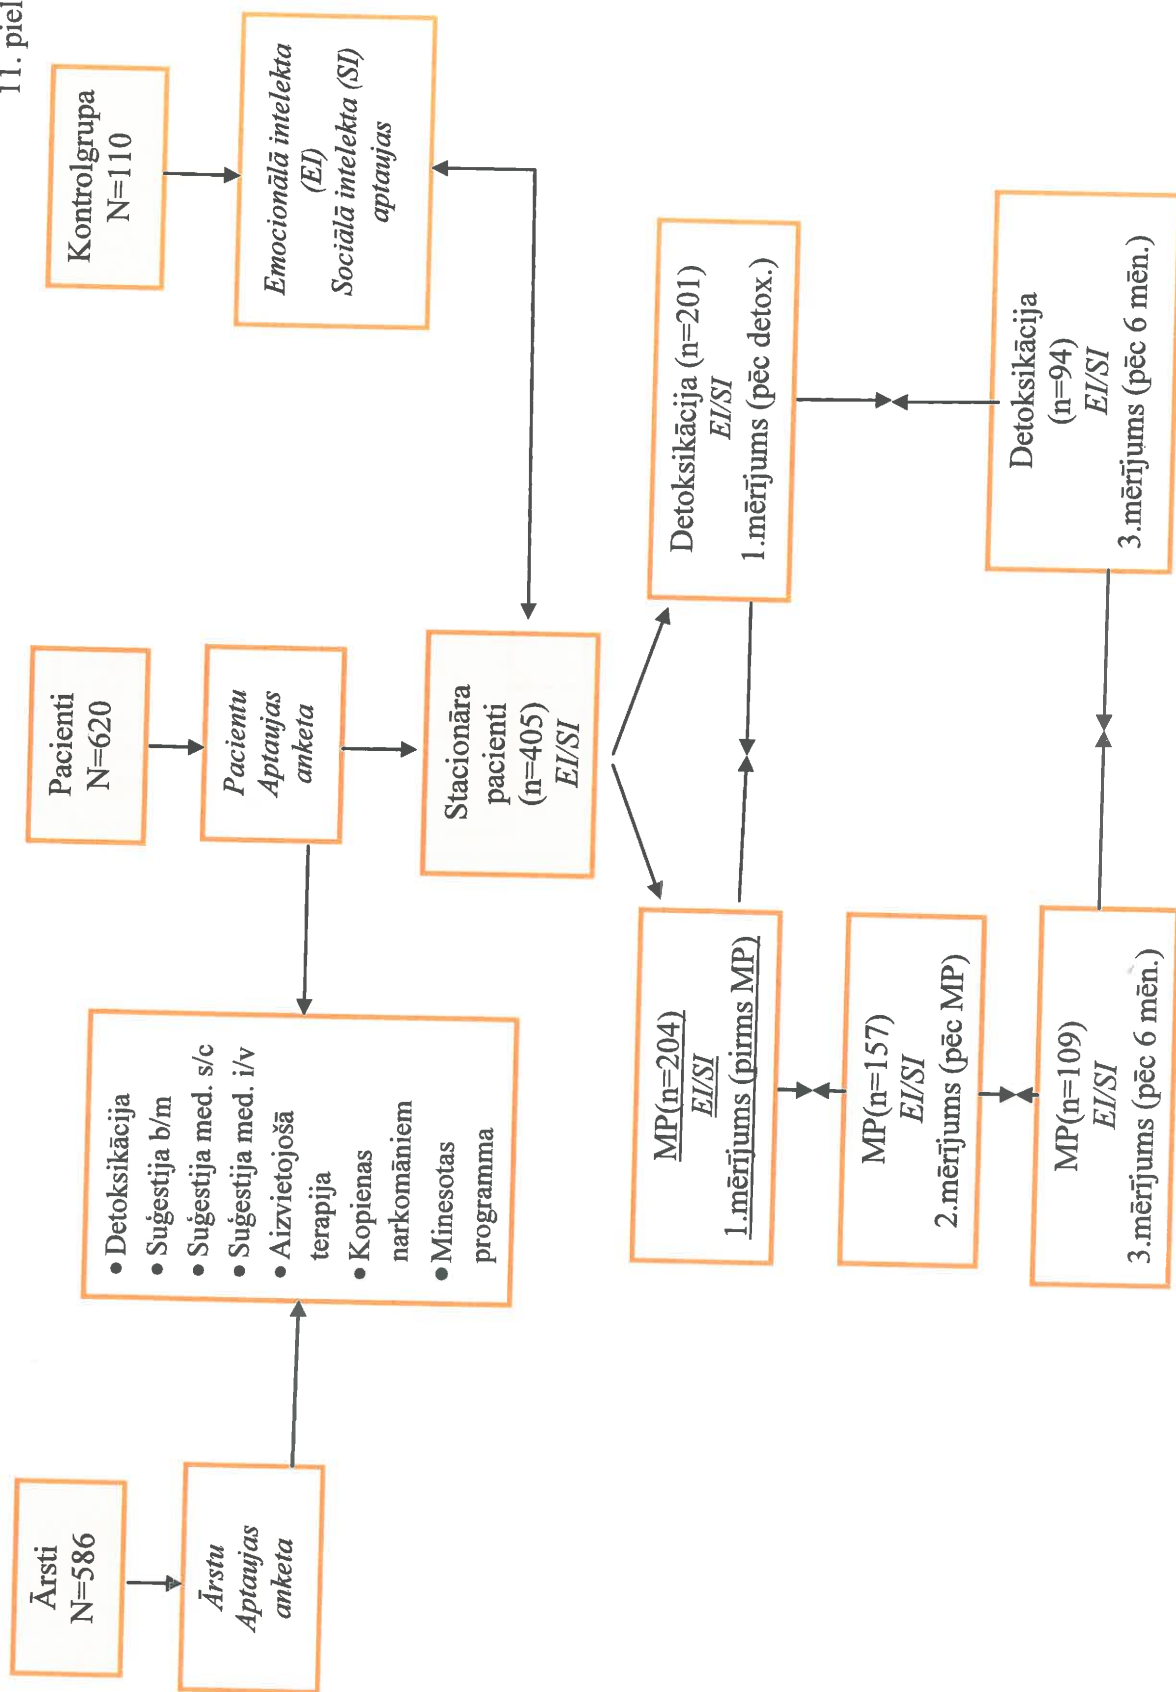 11. piel
Ārsti
N=586
Ārstu
Aptaujas
anketa
• Detoksikācija
• Suģestija b/m
• Suģestija med. s/c
• Suģestija med. i/v
• Aizvietojošā
terapija
• Kopienas
narkomāniem
• Minesotas
programma
Pacienti
N=620
Pacientu
Aptaujas
anketa
Stacionāra
pacienti
(n=405)
EI/SI
Kontrolgrupa
N=110
Emocionālā intelekta
(EI)
Sociālā intelekta (SI)
aptaujas
MP(n=204)
EI/SI
1.mērījums (pirms MP)
Detoksikācija (n=201)
EI/SI
1.mērījums (pēc detox.)
MP(n=157)
EI/SI
2.mērījums (pēc MP)
MP(n=109)
EI/SI
3.mērījums (pēc 6 mēn.)
Detoksikācija
(n=94)
EI/SI
3.mērījums (pēc 6 mēn.)